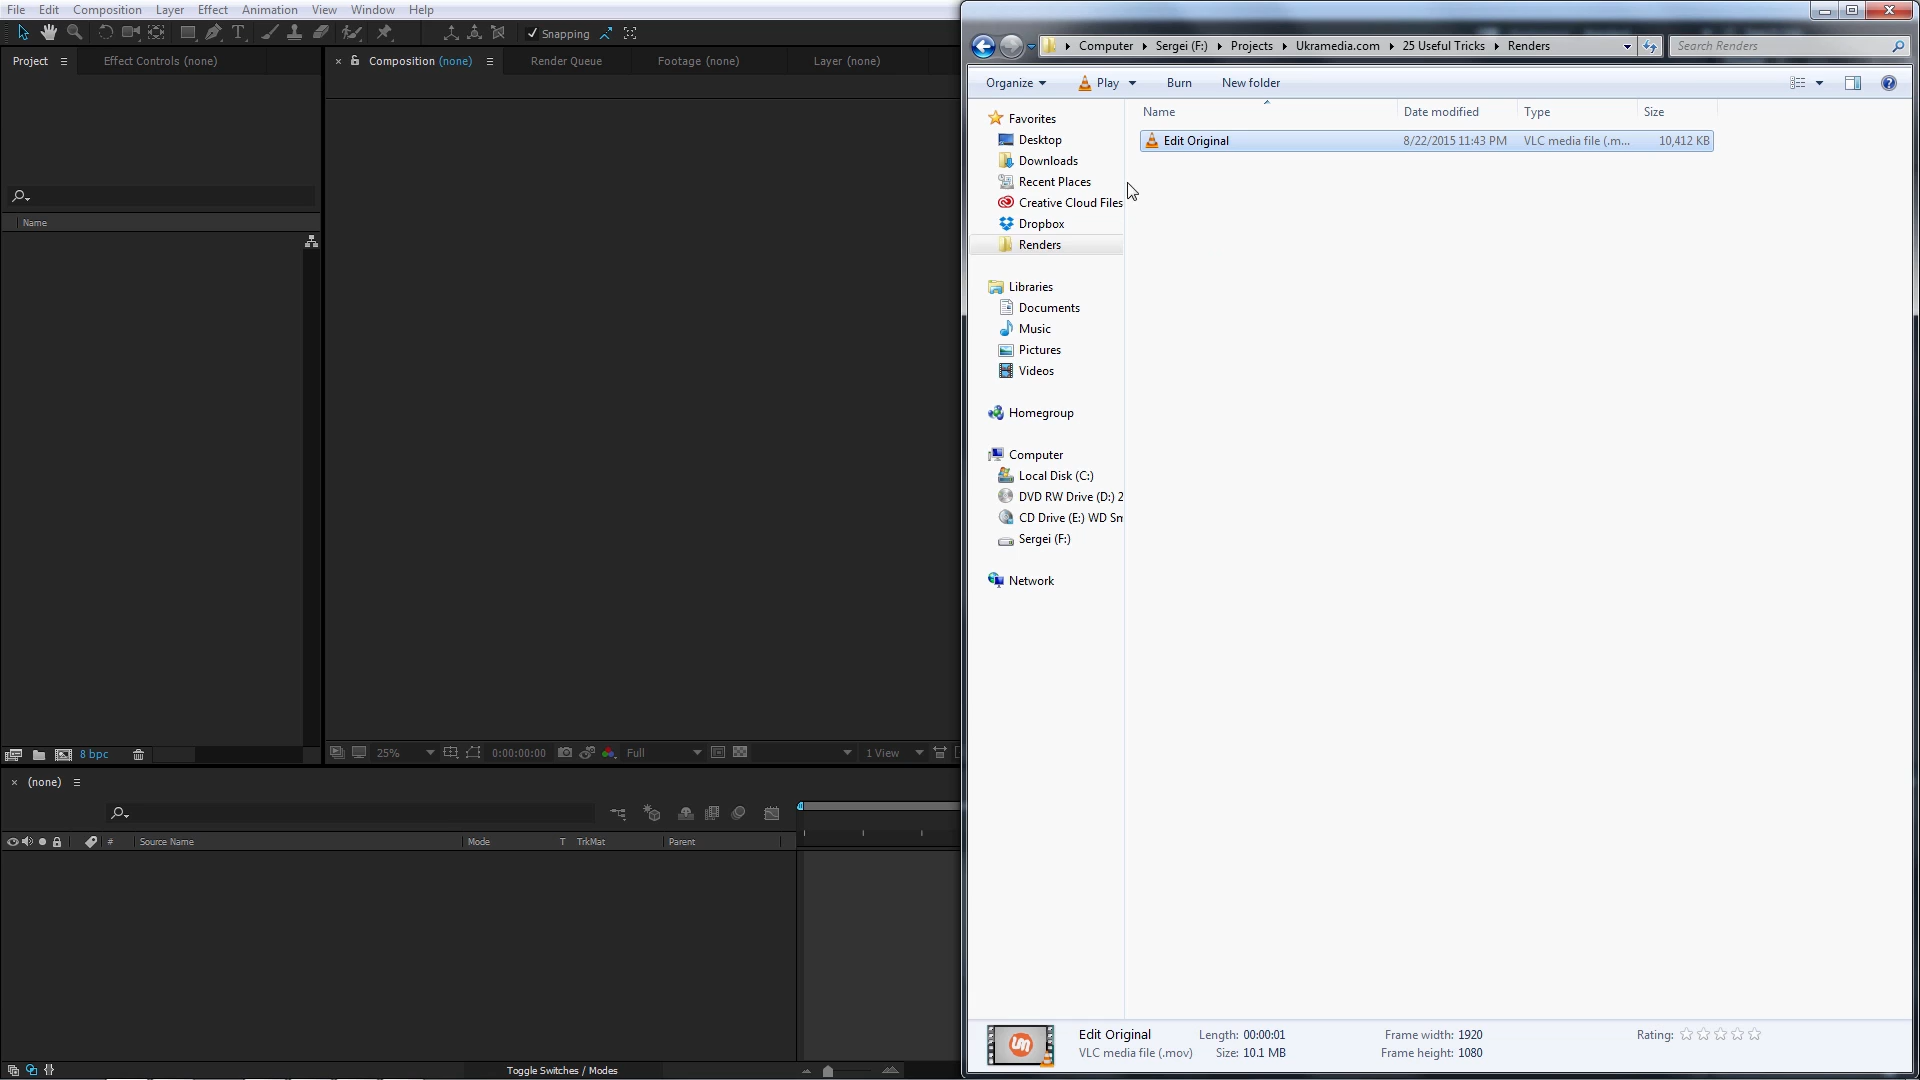 File Edit Composition Layer Effect Animation View Window Help
Snapping
Project
Effect Controls (none)
Composition (none)
Render Queue
Footage (none)
Layer (none)
Name
8 bpc
25%
0:00:00:00
Full
1 View
(none)
#
Source Name
Mode
T TrkMat
Parent
Toggle Switches / Modes
Computer Sergei (F:) Projects Ukramedia.com 25 Useful Tricks Renders
Search Renders
Organize Play Burn New folder
Name Date modified Type Size
Edit Original 8/22/2015 11:43 PM VLC media file (.m... 10,412 KB
Favorites
Desktop
Downloads
Recent Places
Creative Cloud Files
Dropbox
Renders
Libraries
Documents
Music
Pictures
Videos
Homegroup
Computer
Local Disk (C:)
DVD RW Drive (D:) 2
CD Drive (E:) WD Sm
Sergei (F:)
Network
Edit Original Length: 00:00:01 Frame width: 1920 Rating:
VLC media file (.mov) Size: 10.1 MB Frame height: 1080